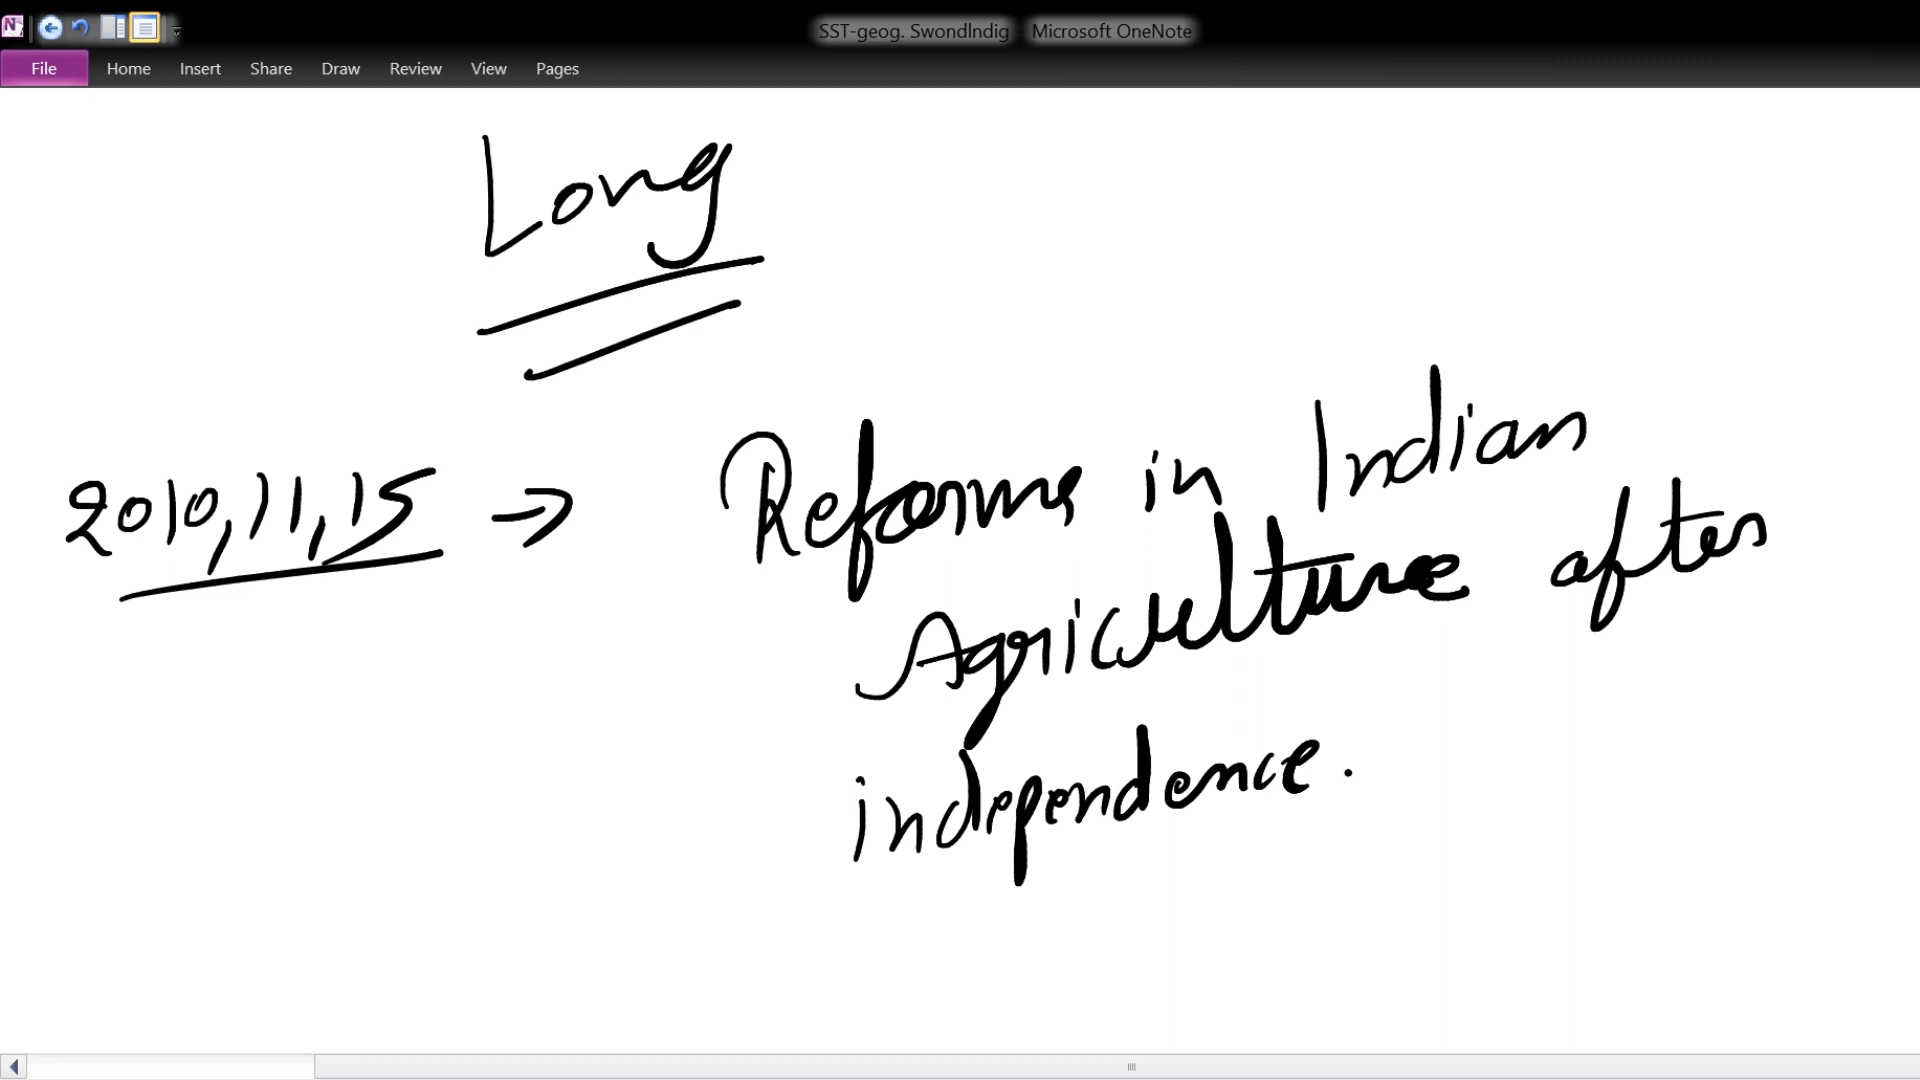 SST-geog. SwondIndig - Microsoft OneNote
File Home Insert Share Draw Review View Pages
Long
2010, 11, 15 → Reforms in Indian
Agriculture after
independence.